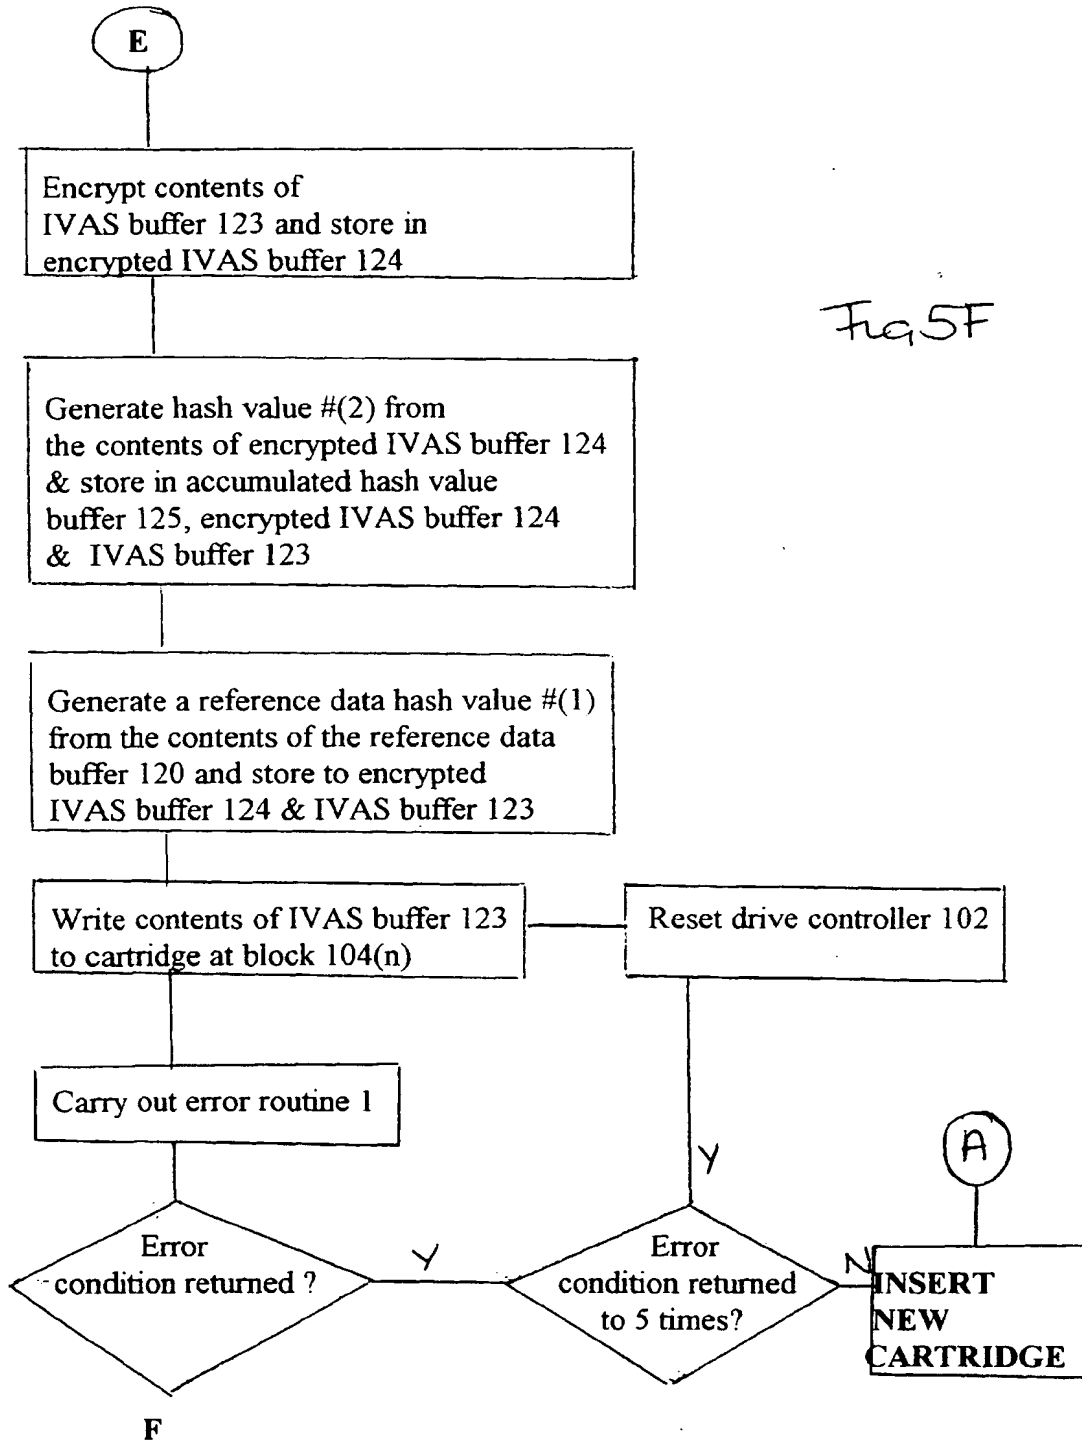 E
Encrypt contents of
IVAS buffer 123 and store in
encrypted IVAS buffer 124
Fig 5F
Generate hash value #(2) from
the contents of encrypted IVAS buffer 124
& store in accumulated hash value
buffer 125, encrypted IVAS buffer 124
& IVAS buffer 123
Generate a reference data hash value #(1)
from the contents of the reference data
buffer 120 and store to encrypted
IVAS buffer 124 & IVAS buffer 123
Write contents of IVAS buffer 123
to cartridge at block 104(n)
Reset drive controller 102
Carry out error routine 1
Y
A
Error
condition returned ?
Y
Error
condition returned
to 5 times?
N
INSERT
NEW
CARTRIDGE
F